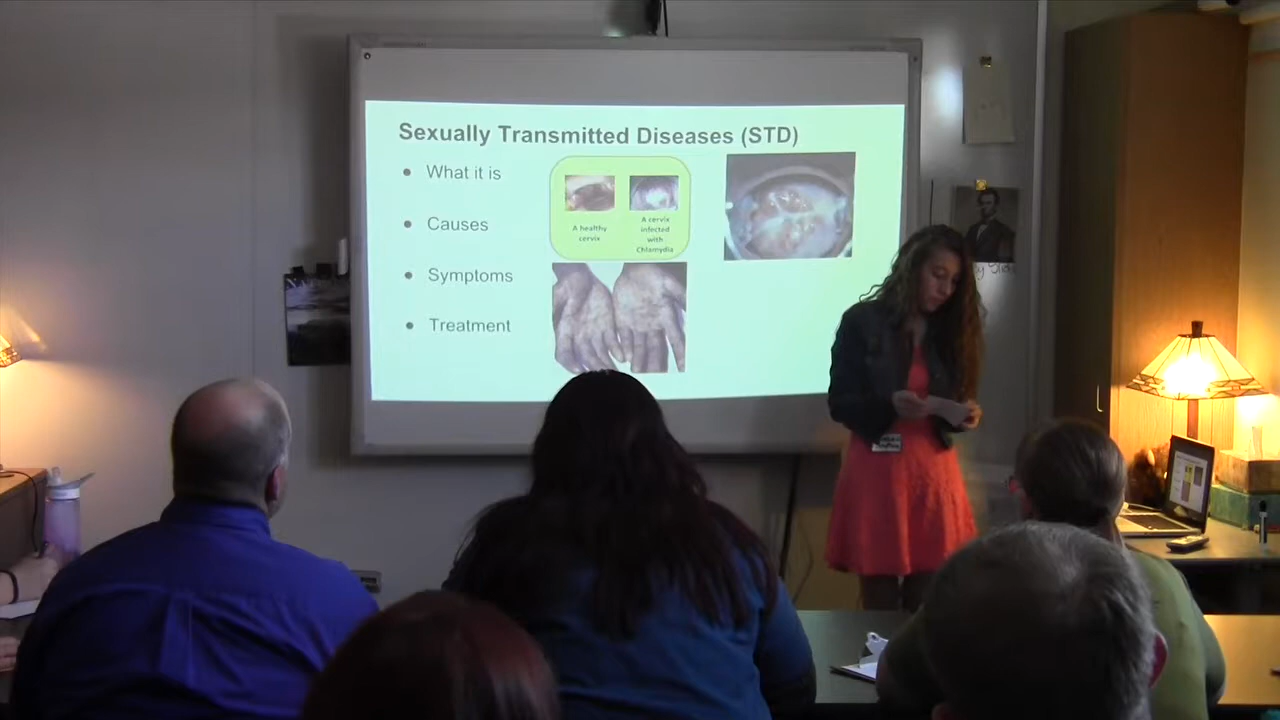 Sexually Transmitted Diseases (STD)
● What it is
● Causes
● Symptoms
● Treatment
A healthy
cervix
A cervix
infected
with
Chlamydia